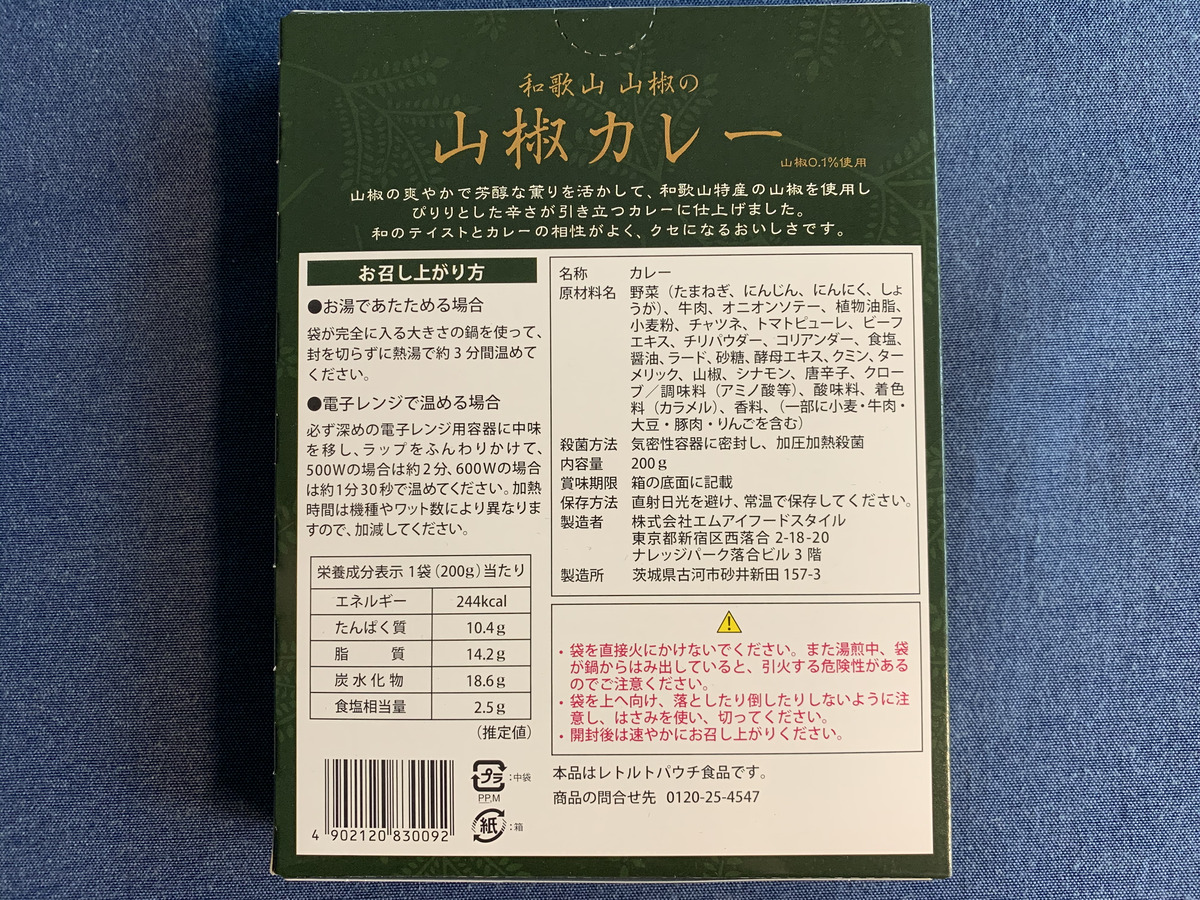 和歌山 山椒の
山椒カレー
山椒0.1%使用
山椒の爽やかで芳醇な薫りを活かして、和歌山特産の山椒を使用し
ぴりりとした辛さが引き立つカレーに仕上げました。
和のテイストとカレーの相性がよく、クセになるおいしさです。
お召し上がり方
●お湯であたためる場合
袋が完全に入る大きさの鍋を使って、
封を切らずに熱湯で約3分間温めて
ください。
●電子レンジで温める場合
必ず深めの電子レンジ用容器に中味
を移し、ラップをふんわりかけて、
500Wの場合は約2分、600Wの場合
は約1分30秒で温めてください。加熱
時間は機種やワット数により異なりま
すので、加減してください。
栄養成分表示 1袋(200g)当たり
エネルギー 244kcal
たんぱく質 10.4g
脂質 14.2g
炭水化物 18.6g
食塩相当量 2.5g
(推定値)
プラ :中袋
PP,M
紙 :箱
4 902120 830092
名称 カレー
原材料名 野菜(たまねぎ、にんじん、にんにく、しょ
うが)、牛肉、オニオンソテー、植物油脂、
小麦粉、チャツネ、トマトピューレ、ビーフ
エキス、チリパウダー、コリアンダー、食塩、
醤油、ラード、砂糖、酵母エキス、クミン、ター
メリック、山椒、シナモン、唐辛子、クロー
ブ/調味料(アミノ酸等)、酸味料、着色
料(カラメル)、香料、(一部に小麦・牛肉・
大豆・豚肉・りんごを含む)
殺菌方法 気密性容器に密封し、加圧加熱殺菌
内容量 200g
賞味期限 箱の底面に記載
保存方法 直射日光を避け、常温で保存してください。
製造者 株式会社エムアイフードスタイル
東京都新宿区西落合 2-18-20
ナレッジパーク落合ビル 3 階
製造所 茨城県古河市砂井新田 157-3
・袋を直接火にかけないでください。また湯煎中、袋
が鍋からはみ出していると、引火する危険性がある
のでご注意ください。
・袋を上へ向け、落としたり倒したりしないように注
意し、はさみを使い、切ってください。
・開封後は速やかにお召し上がりください。
本品はレトルトパウチ食品です。
商品の問合せ先 0120-25-4547